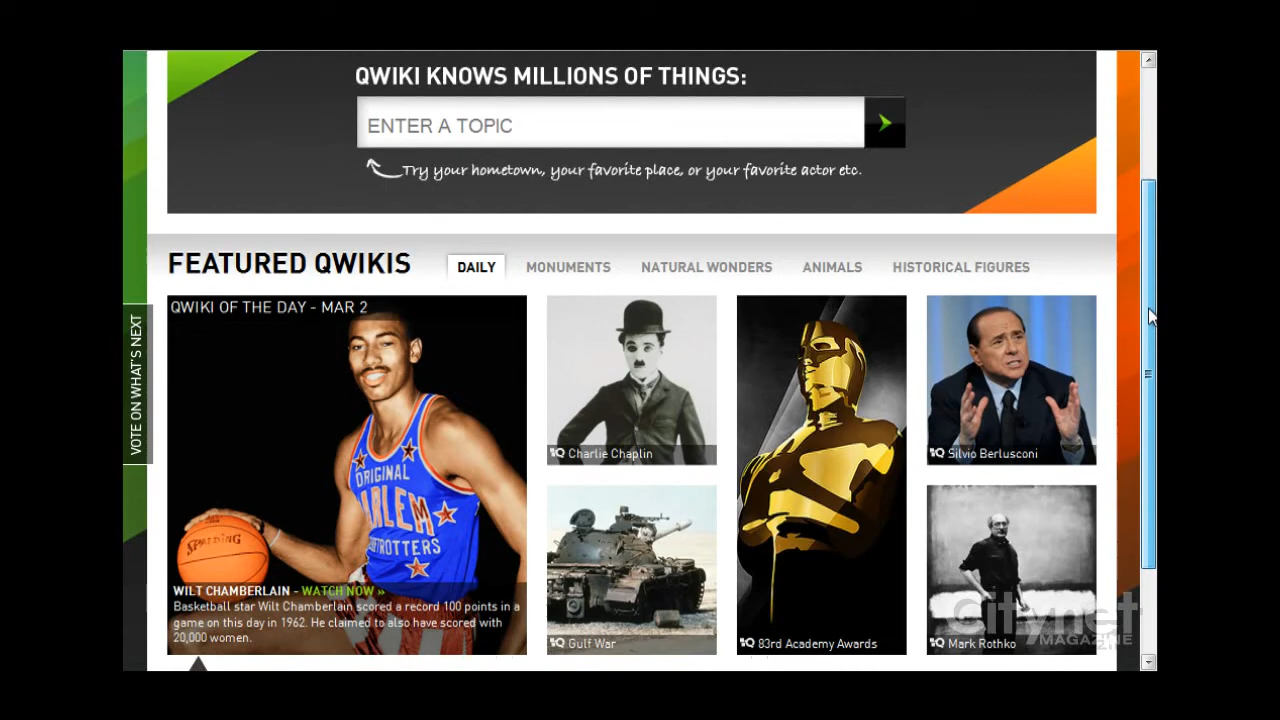 QWIKI KNOWS MILLIONS OF THINGS:
ENTER A TOPIC
Try your hometown, your favorite place, or your favorite actor etc.
FEATURED QWIKIS
DAILY
MONUMENTS
NATURAL WONDERS
ANIMALS
HISTORICAL FIGURES
VOTE ON WHAT'S NEXT
QWIKI OF THE DAY - MAR 2
ORIGINAL
HARLEM
SPALDING
WILT CHAMBERLAIN - WATCH NOW »
Basketball star Wilt Chamberlain scored a record 100 points in a
game on this day in 1962. He claimed to also have scored with
20,000 women.
Charlie Chaplin
Gulf War
83rd Academy Awards
Silvio Berlusconi
Mark Rothko
Citynet
MAGAZINE